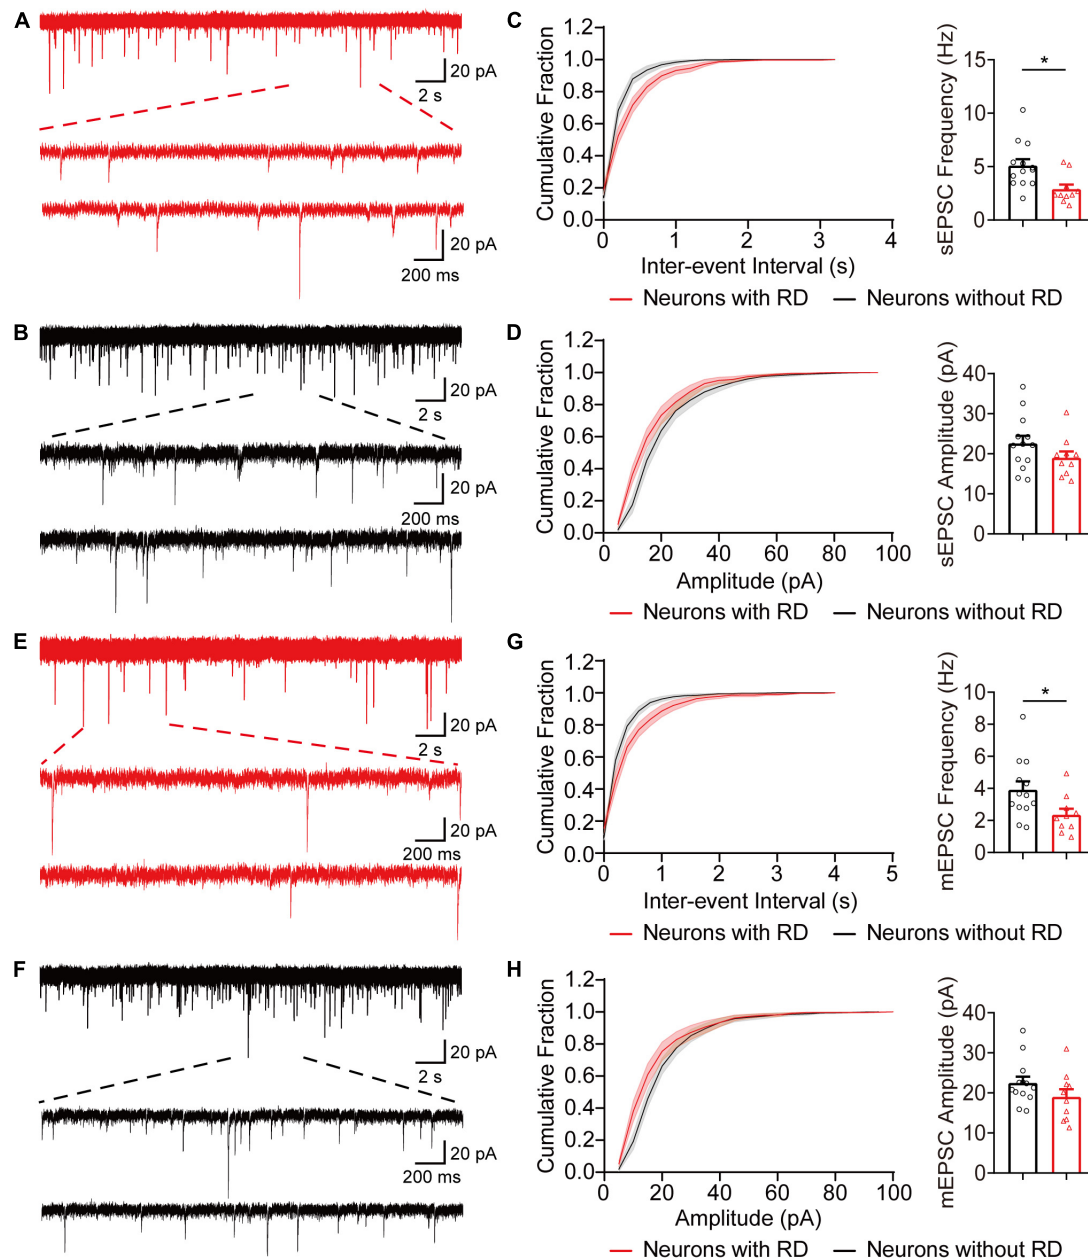 A
20 pA
2 s
20 pA
200 ms
C
Cumulative Fraction
1.2
1.0
0.8
0.6
0.4
0.2
0.0
0 1 2 3 4
Inter-event Interval (s)
sEPSC Frequency (Hz)
15
10
5
0
*
Neurons with RD Neurons without RD
B
20 pA
2 s
20 pA
200 ms
D
Cumulative Fraction
1.2
1.0
0.8
0.6
0.4
0.2
0.0
0 20 40 60 80 100
Amplitude (pA)
sEPSC Amplitude (pA)
40
30
20
10
0
Neurons with RD Neurons without RD
E
20 pA
2 s
20 pA
200 ms
G
Cumulative Fraction
1.2
1.0
0.8
0.6
0.4
0.2
0.0
0 1 2 3 4 5
Inter-event Interval (s)
mEPSC Frequency (Hz)
10
8
6
4
2
0
*
Neurons with RD Neurons without RD
F
20 pA
2 s
20 pA
200 ms
H
Cumulative Fraction
1.2
1.0
0.8
0.6
0.4
0.2
0.0
0 20 40 60 80 100
Amplitude (pA)
mEPSC Amplitude (pA)
40
30
20
10
0
Neurons with RD Neurons without RD